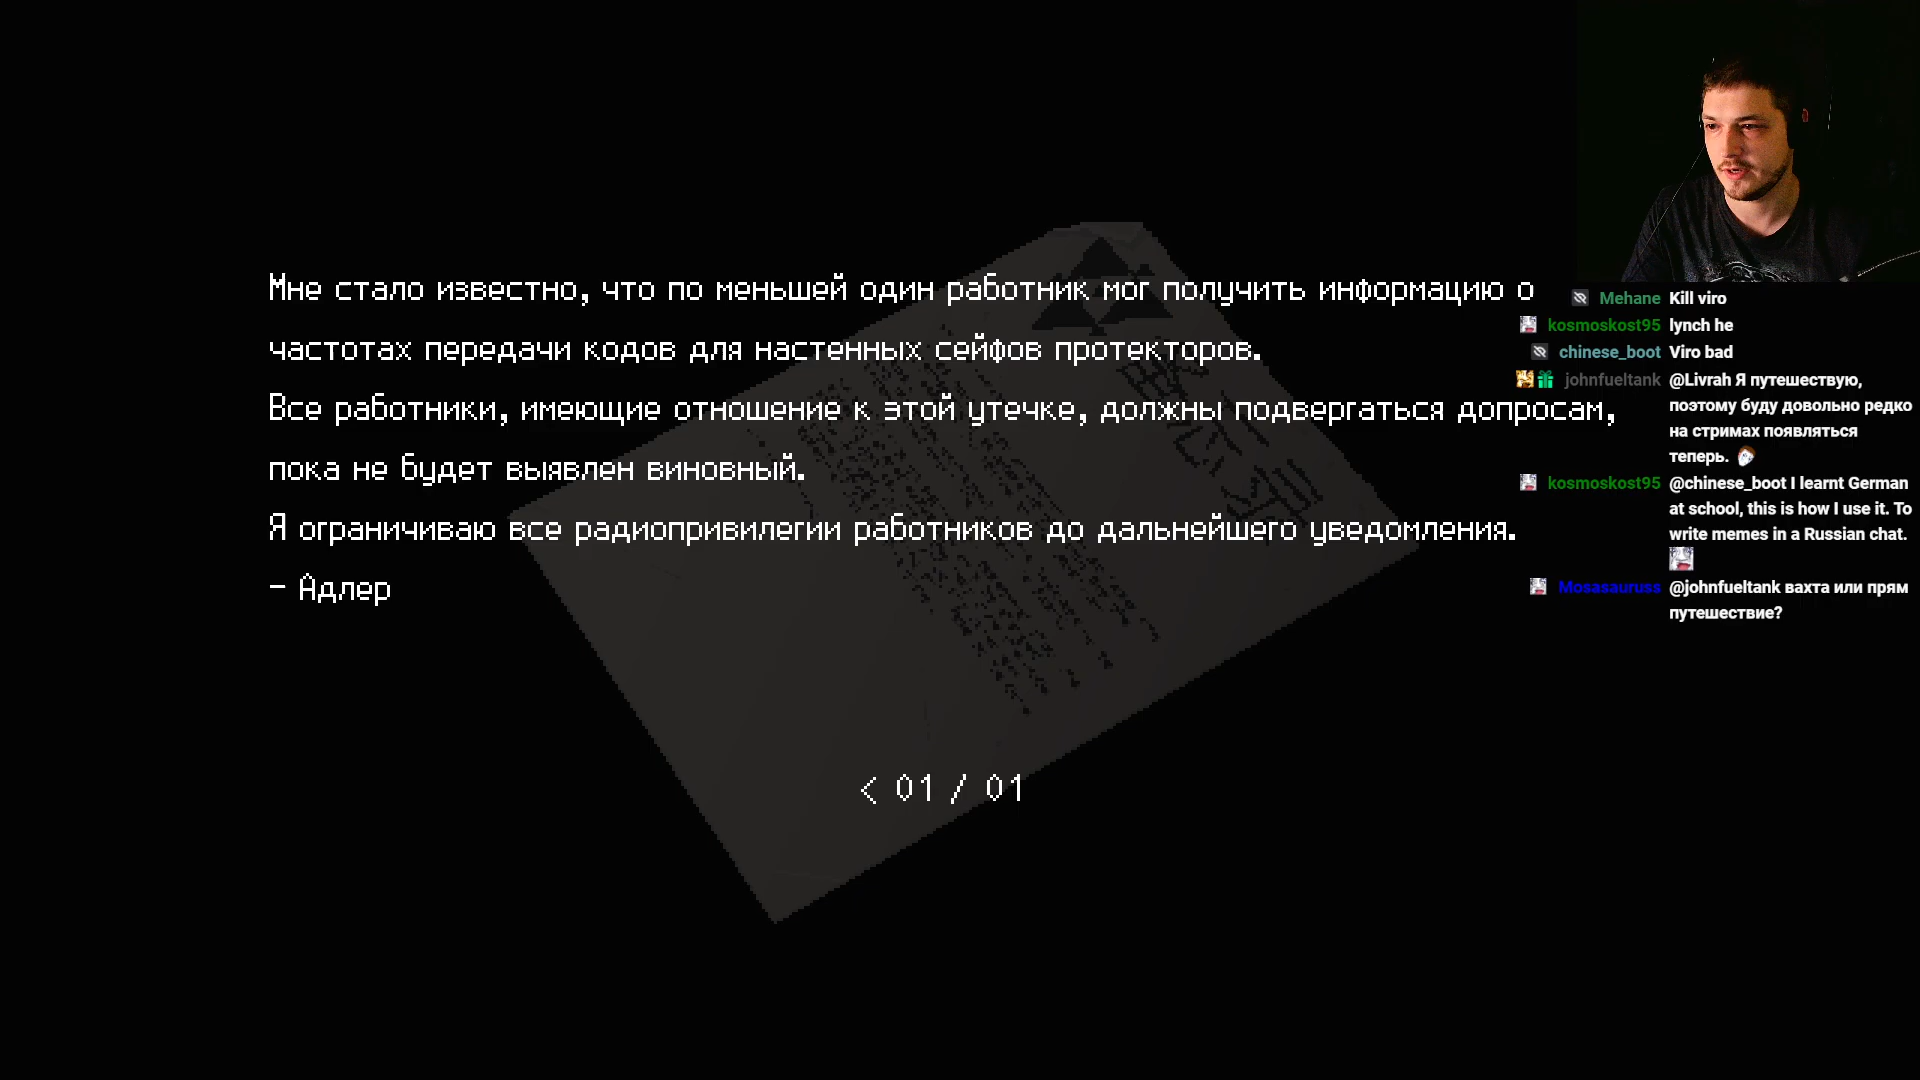 Мне стало известно, что по меньшей один работник мог получить информацию о
частотах передачи кодов для настенных сейфов протекторов.
Все работники, имеющие отношение к этой утечке, должны подвергаться допросам,
пока не будет выявлен виновный.
Я ограничиваю все радиопривилегии работников до дальнейшего уведомления.
– Адлер
< 01 / 01
Mehane Kill viro
kosmoskost95 lynch he
chinese_boot Viro bad
johnfueltank @Livrah Я путешествую,
поэтому буду довольно редко
на стримах появляться
теперь.
kosmoskost95 @chinese_boot I learnt German
at school, this is how I use it. To
write memes in a Russian chat.
Mosasauruss @johnfueltank вахта или прям
путешествие?